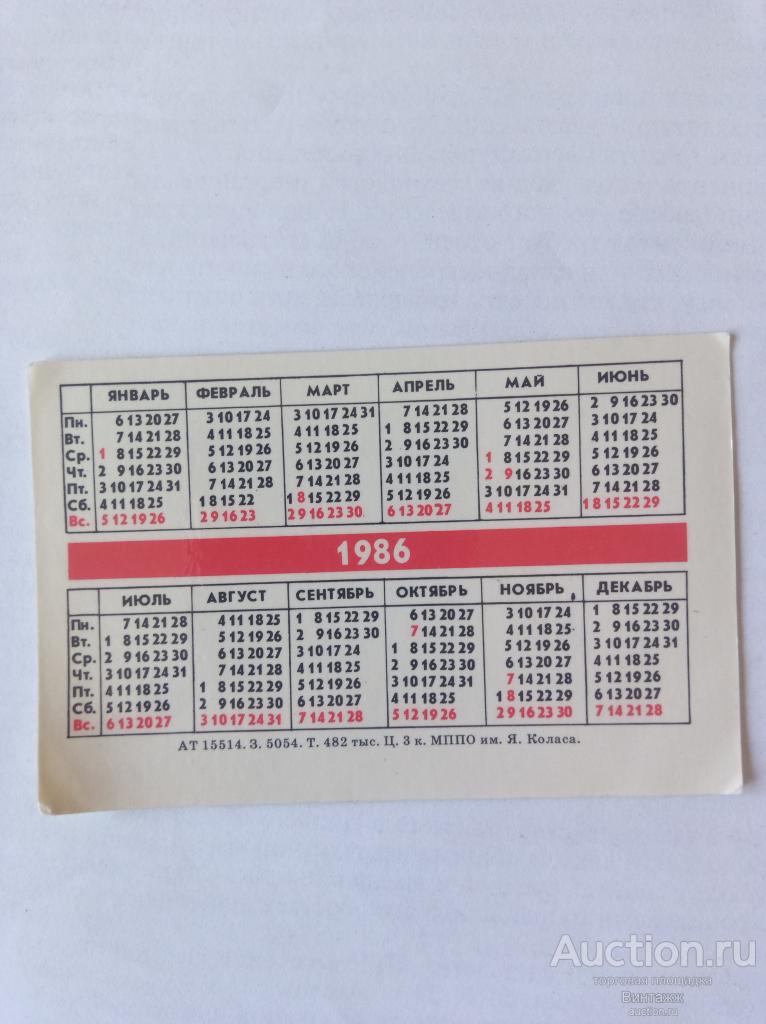 ЯНВАРЬ ФЕВРАЛЬ МАРТ АПРЕЛЬ МАЙ ИЮНЬ
Пн. 6 13 20 27 3 10 17 24 3 10 17 24 31 7 14 21 28 5 12 19 26 2 9 16 23 30
Вт. 7 14 21 28 4 11 18 25 4 11 18 25 1 8 15 22 29 6 13 20 27 3 10 17 24
Ср. 1 8 15 22 29 5 12 19 26 5 12 19 26 2 9 16 23 30 7 14 21 28 4 11 18 25
Чт. 2 9 16 23 30 6 13 20 27 6 13 20 27 3 10 17 24 1 8 15 22 29 5 12 19 26
Пт. 3 10 17 24 31 7 14 21 28 7 14 21 28 4 11 18 25 2 9 16 23 30 6 13 20 27
Сб. 4 11 18 25 1 8 15 22 1 8 15 22 29 5 12 19 26 3 10 17 24 31 7 14 21 28
Вс. 5 12 19 26 2 9 16 23 2 9 16 23 30 6 13 20 27 4 11 18 25 1 8 15 22 29
1986
ИЮЛЬ АВГУСТ СЕНТЯБРЬ ОКТЯБРЬ НОЯБРЬ ДЕКАБРЬ
Пн. 7 14 21 28 4 11 18 25 1 8 15 22 29 6 13 20 27 3 10 17 24 1 8 15 22 29
Вт. 1 8 15 22 29 5 12 19 26 2 9 16 23 30 7 14 21 28 4 11 18 25 2 9 16 23 30
Ср. 2 9 16 23 30 6 13 20 27 3 10 17 24 1 8 15 22 29 5 12 19 26 3 10 17 24 31
Чт. 3 10 17 24 31 7 14 21 28 4 11 18 25 2 9 16 23 30 6 13 20 27 4 11 18 25
Пт. 4 11 18 25 1 8 15 22 29 5 12 19 26 3 10 17 24 31 7 14 21 28 5 12 19 26
Сб. 5 12 19 26 2 9 16 23 30 6 13 20 27 4 11 18 25 1 8 15 22 29 6 13 20 27
Вс. 6 13 20 27 3 10 17 24 31 7 14 21 28 5 12 19 26 2 9 16 23 30 7 14 21 28
АТ 15514. З. 5054. Т. 482 тыс. Ц. 3 к. МППО им. Я. Коласа.
Auction.ru
торговая площадка
Винтажж
auction.ru